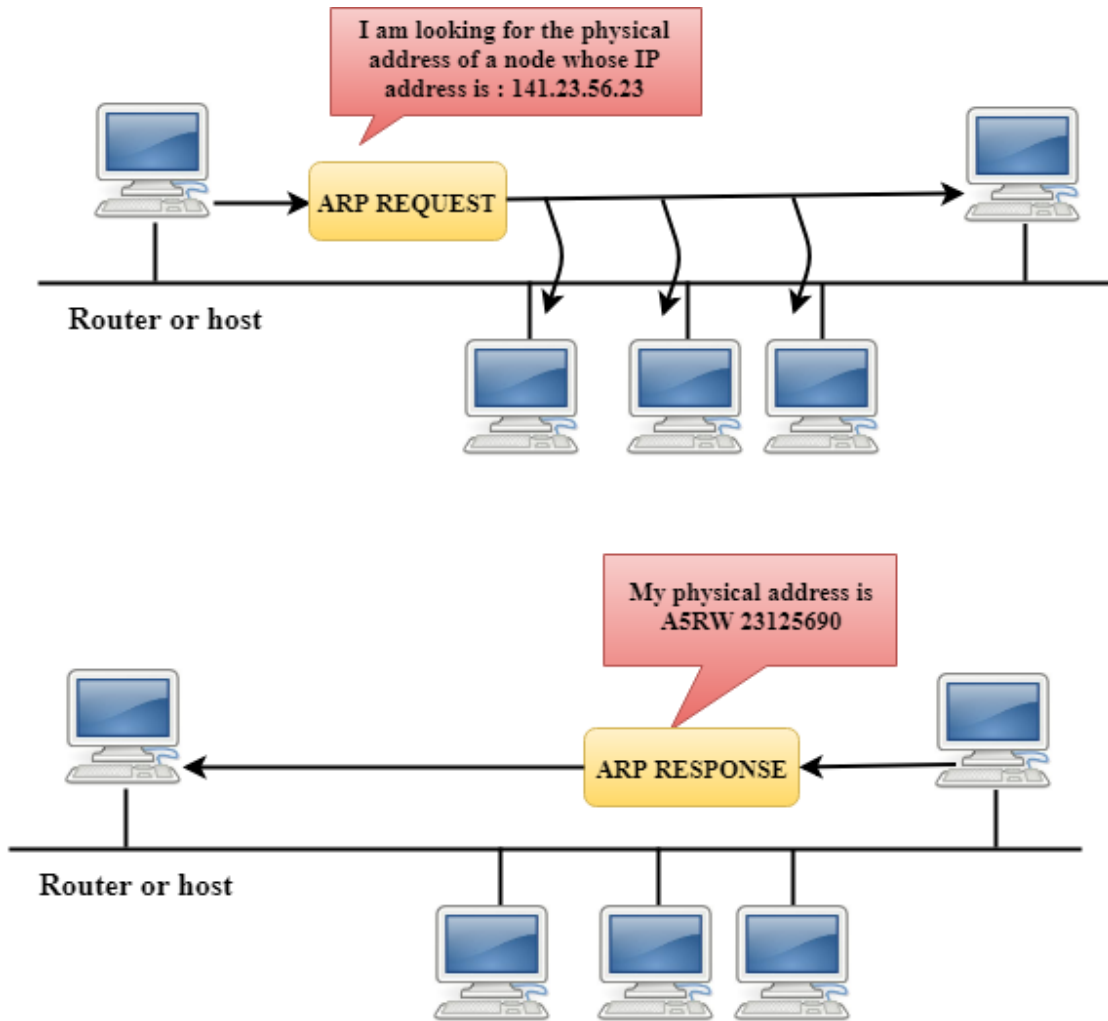 I am looking for the physical
address of a node whose IP
address is : 141.23.56.23
ARP REQUEST
Router or host
My physical address is
A5RW 23125690
ARP RESPONSE
Router or host